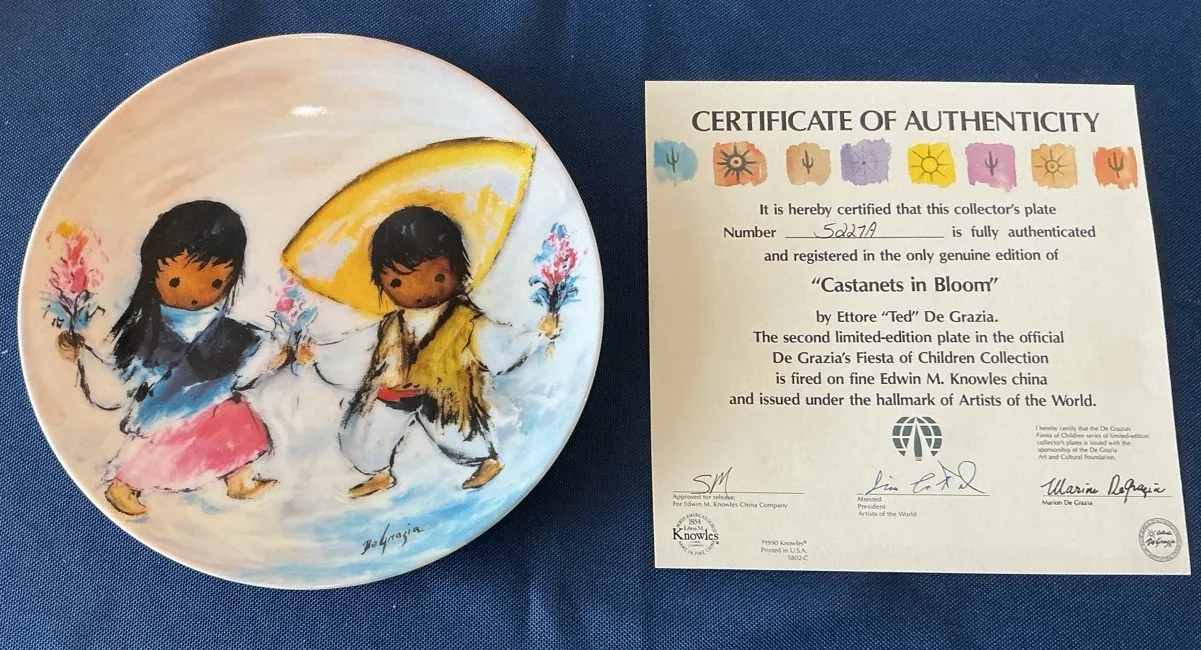 DeGrazia
CERTIFICATE OF AUTHENTICITY
It is hereby certified that this collector's plate
Number 5227A is fully authenticated
and registered in the only genuine edition of
"Castanets in Bloom"
by Ettore "Ted" De Grazia.
The second limited-edition plate in the official
De Grazia's Fiesta of Children Collection
is fired on fine Edwin M. Knowles china
and issued under the hallmark of Artists of the World.
I hereby certify that the De Grazia's
Fiesta of Children series of limited-edition
collector's plates is issued with the
sponsorship of the De Grazia
Art and Cultural Foundation.
SM
Approved for release:
For Edwin M. Knowles China Company
Attested
President
Artists of the World
Marion DeGrazia
Marion De Grazia
1854
Edwin M.
Knowles
©1990 Knowles®
Printed in U.S.A.
5802-C
De Grazia